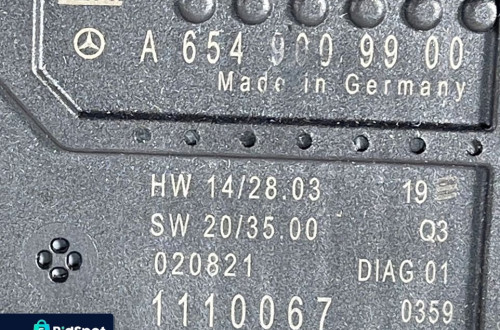 A 654 900 99 00
Made in Germany
HW 14/28.03 19
SW 20/35.00 Q3
020821 DIAG 01
1110067 0359